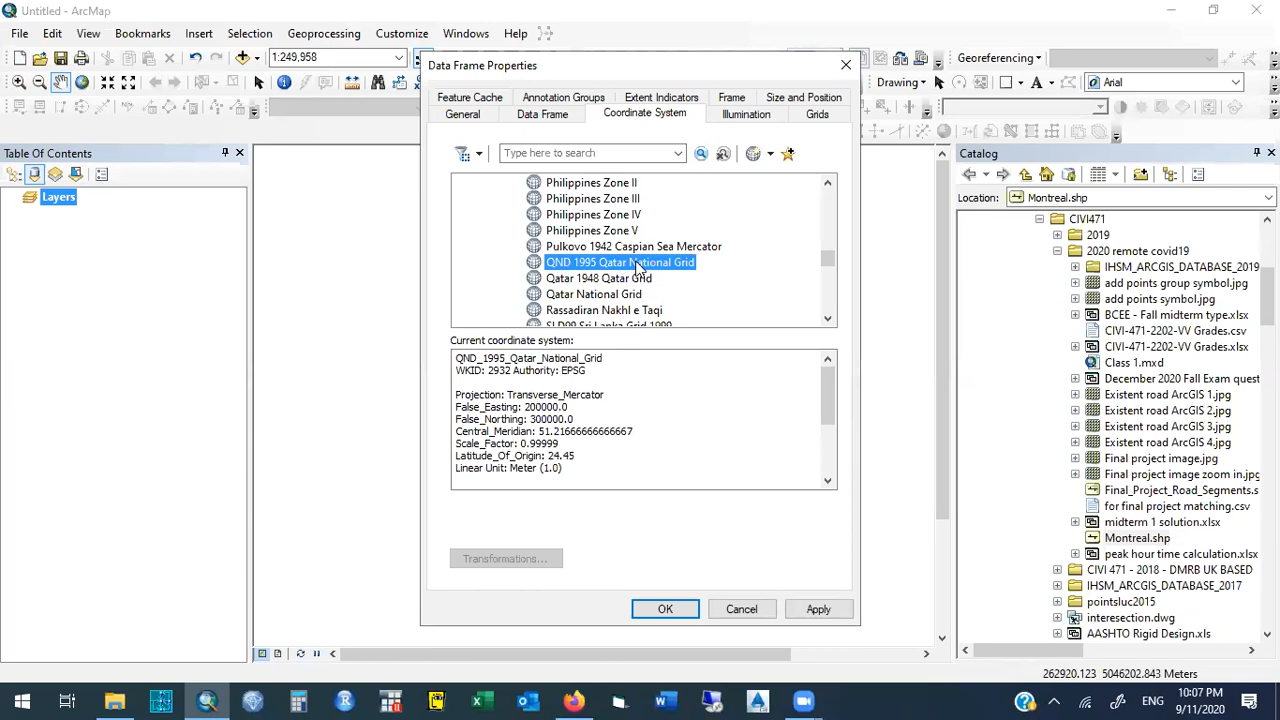 Untitled - ArcMap
File Edit View Bookmarks Insert Selection Geoprocessing Customize Windows Help
1:249,958
Georeferencing
Drawing
Arial
Table Of Contents
Layers
Data Frame Properties
Feature Cache Annotation Groups Extent Indicators Frame Size and Position
General Data Frame Coordinate System Illumination Grids
Type here to search
Philippines Zone II
Philippines Zone III
Philippines Zone IV
Philippines Zone V
Pulkovo 1942 Caspian Sea Mercator
QND 1995 Qatar National Grid
Qatar 1948 Qatar Grid
Qatar National Grid
Rassadiran Nakhl e Taqi
SLD99 Sri Lanka Grid 1999
Current coordinate system:
QND_1995_Qatar_National_Grid
WKID: 2932 Authority: EPSG
Projection: Transverse_Mercator
False_Easting: 200000.0
False_Northing: 300000.0
Central_Meridian: 51.21666666666667
Scale_Factor: 0.99999
Latitude_Of_Origin: 24.45
Linear Unit: Meter (1.0)
Transformations...
OK Cancel Apply
Catalog
Location: Montreal.shp
CIVI471
2019
2020 remote covid19
IHSM_ARCGIS_DATABASE_2019
add points group symbol.jpg
add points symbol.jpg
BCEE - Fall midterm type.xlsx
CIVI-471-2202-VV Grades.csv
CIVI-471-2202-VV Grades.xlsx
Class 1.mxd
December 2020 Fall Exam quest
Existent road ArcGIS 1.jpg
Existent road ArcGIS 2.jpg
Existent road ArcGIS 3.jpg
Existent road ArcGIS 4.jpg
Final project image.jpg
Final project image zoom in.jpg
Final_Project_Road_Segments.s
for final project matching.csv
midterm 1 solution.xlsx
Montreal.shp
peak hour time calculation.xlsx
CIVI 471 - 2018 - DMRB UK BASED
IHSM_ARCGIS_DATABASE_2017
pointsluc2015
interesection.dwg
AASHTO Rigid Design.xls
262920.123 5046202.843 Meters
ENG
10:07 PM
9/11/2020